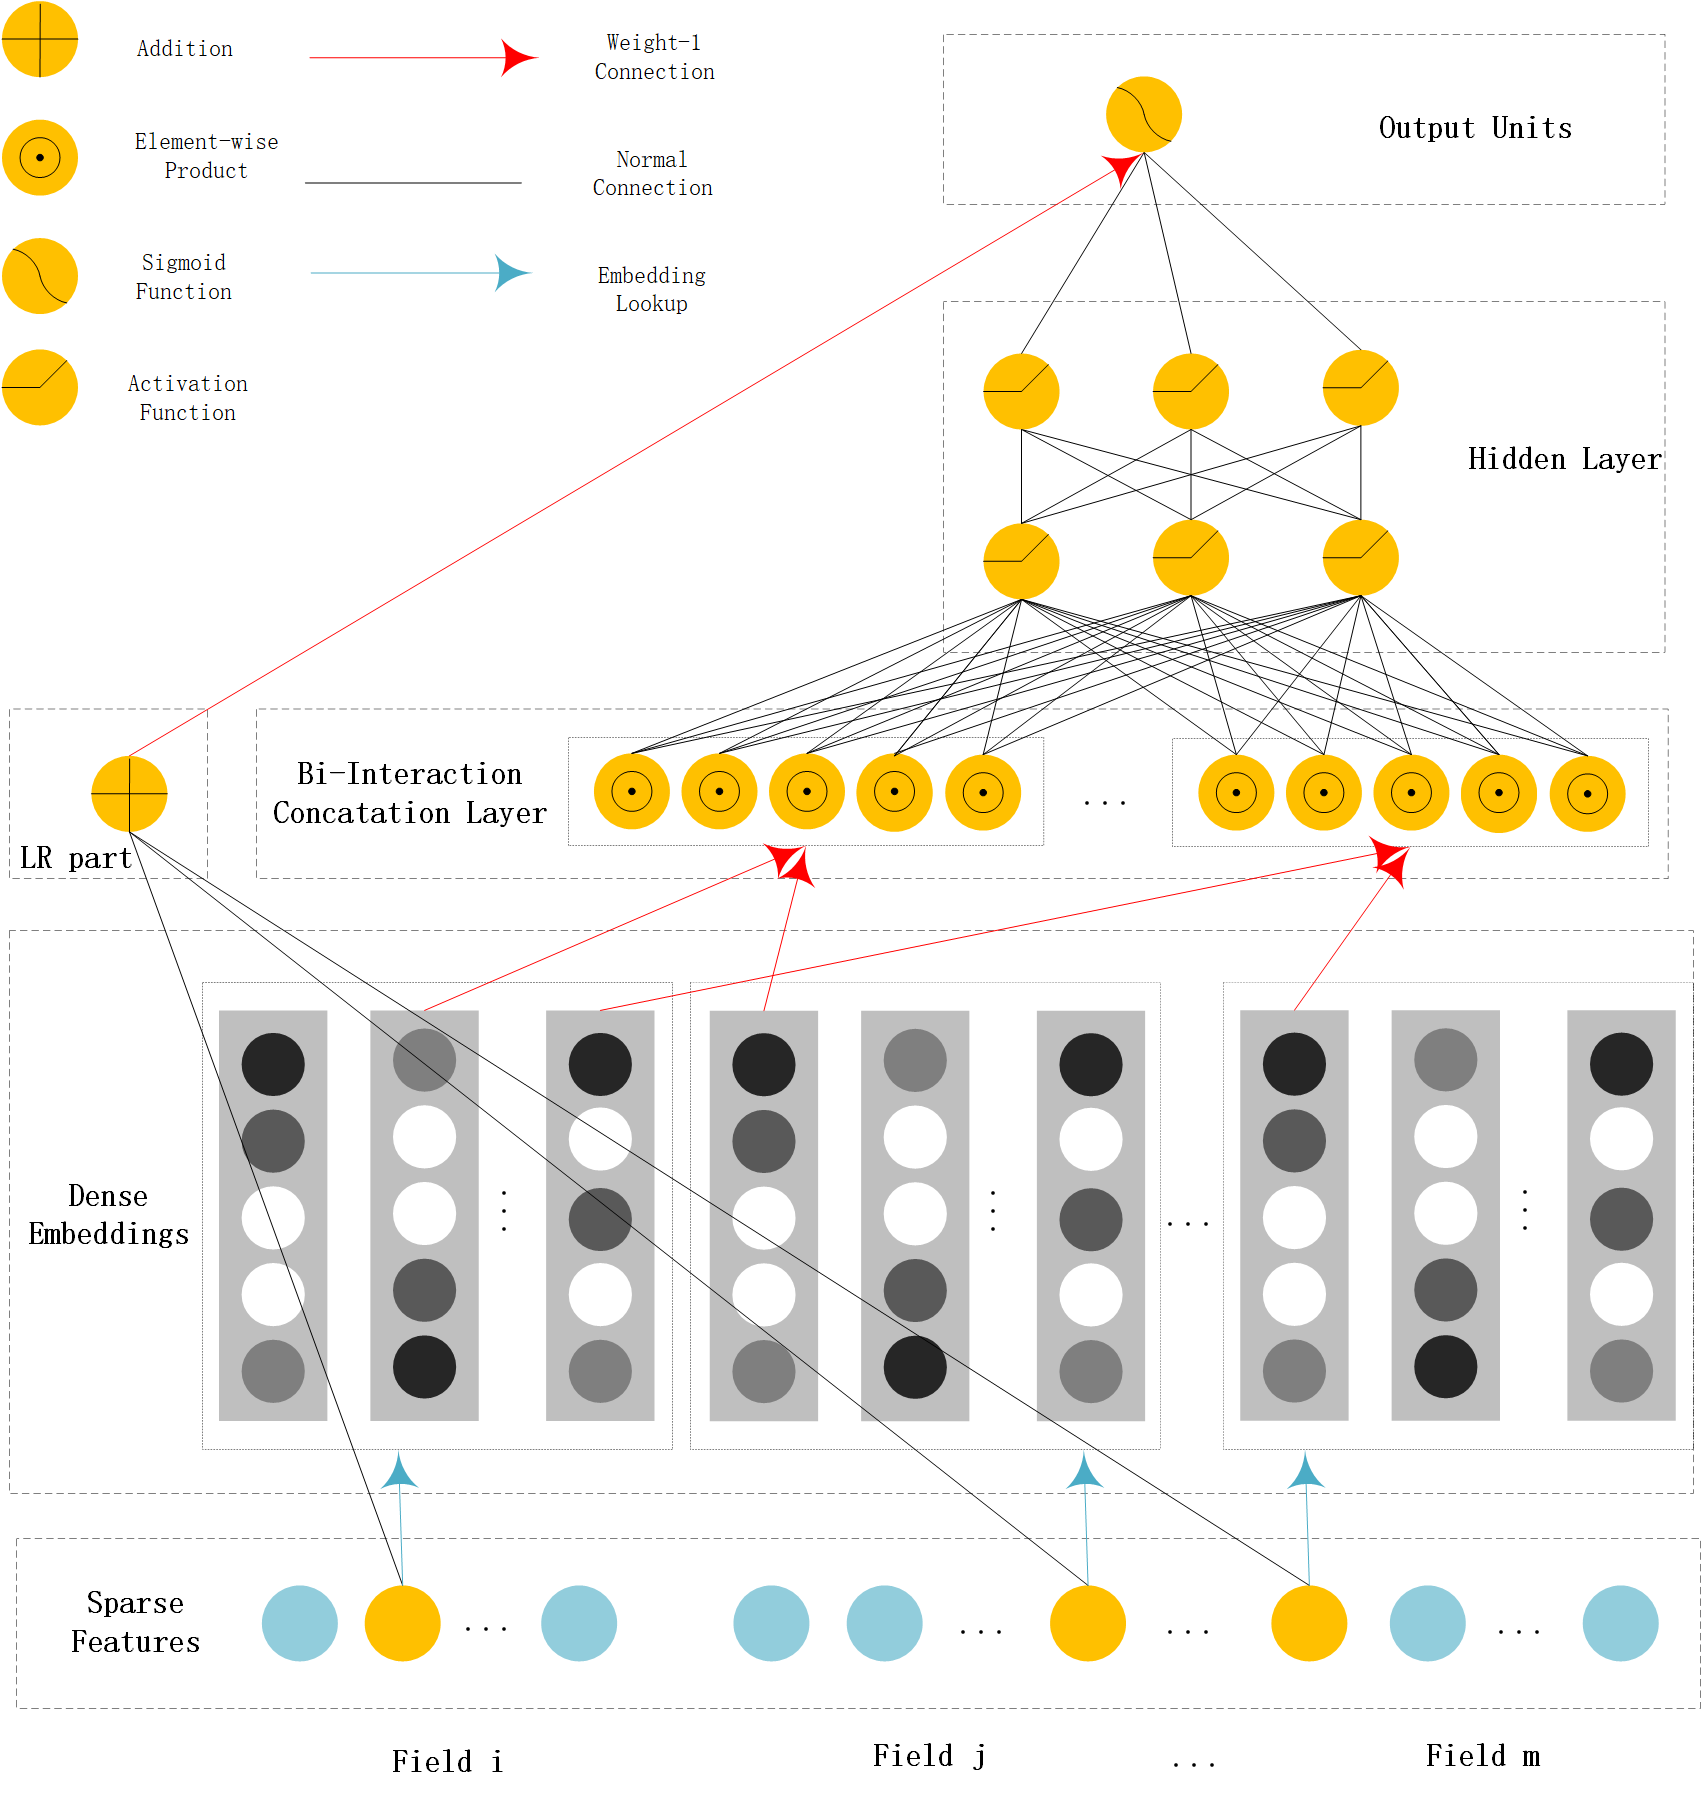 Addition
Weight-1
Connection
Element-wise
Product
Normal
Connection
Sigmoid
Function
Embedding
Lookup
Activation
Function
Output Units
Hidden Layer
LR part
Bi-Interaction
Concatation Layer
...
Dense
Embeddings
...
Sparse
Features
...
...
...
...
Field i
Field j
...
Field m